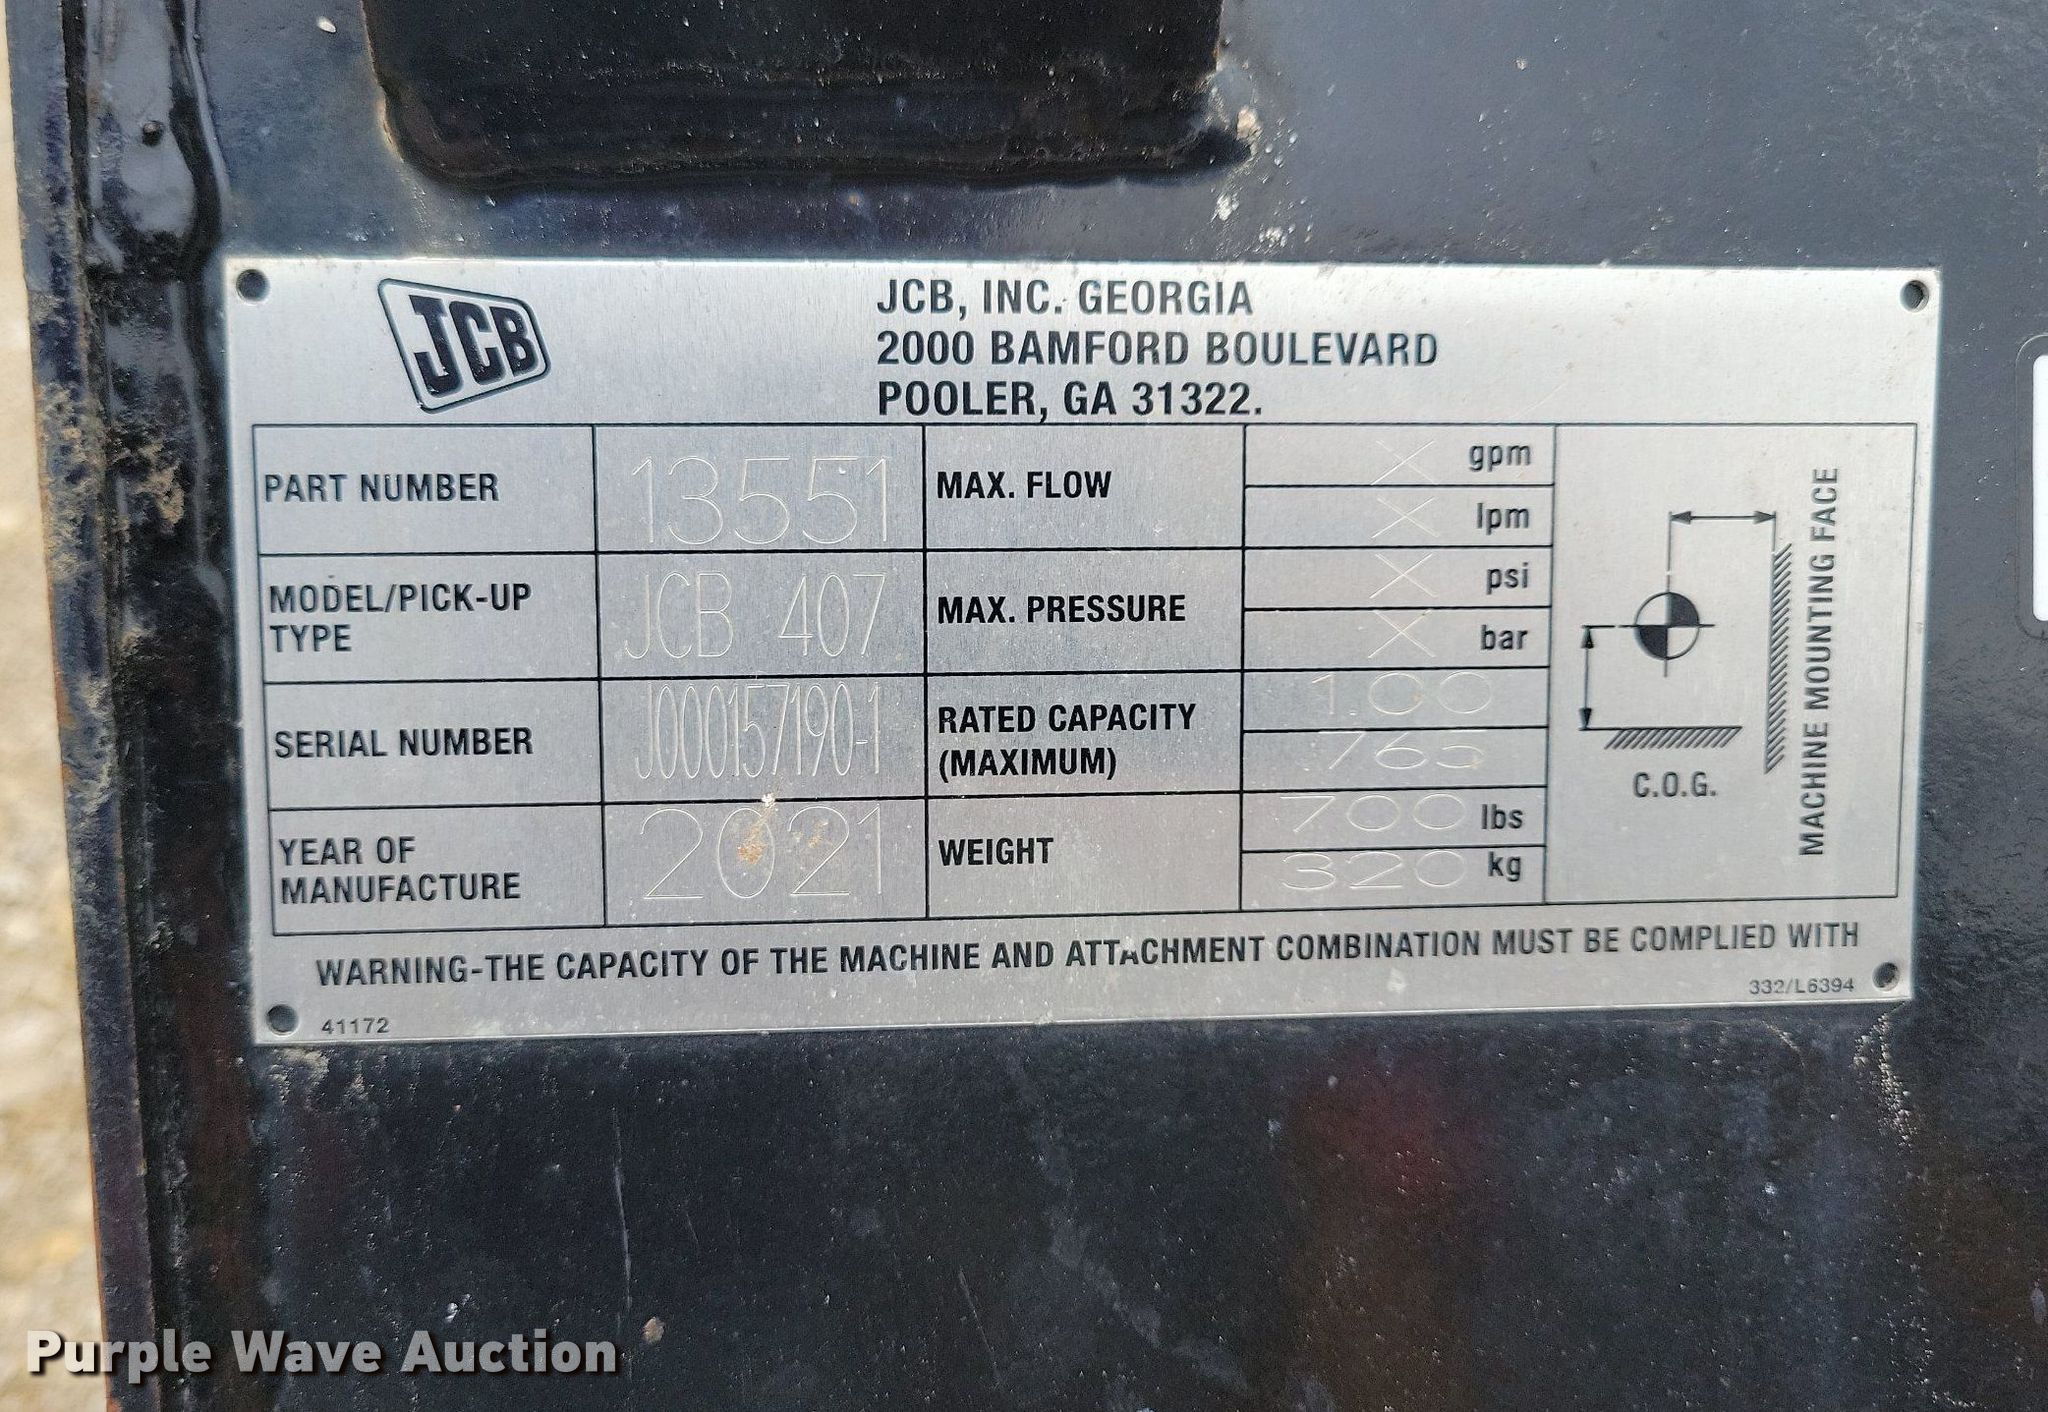 JCB
JCB, INC. GEORGIA
2000 BAMFORD BOULEVARD
POOLER, GA 31322.
PART NUMBER 13551
MODEL/PICK-UP TYPE JCB 407
SERIAL NUMBER J000157190-1
YEAR OF MANUFACTURE 2021
MAX. FLOW X gpm
X lpm
MAX. PRESSURE X psi
X bar
RATED CAPACITY (MAXIMUM) 1.00
.765
WEIGHT 700 lbs
320 kg
C.O.G.
MACHINE MOUNTING FACE
WARNING-THE CAPACITY OF THE MACHINE AND ATTACHMENT COMBINATION MUST BE COMPLIED WITH
41172
332/L6394
Purple Wave Auction